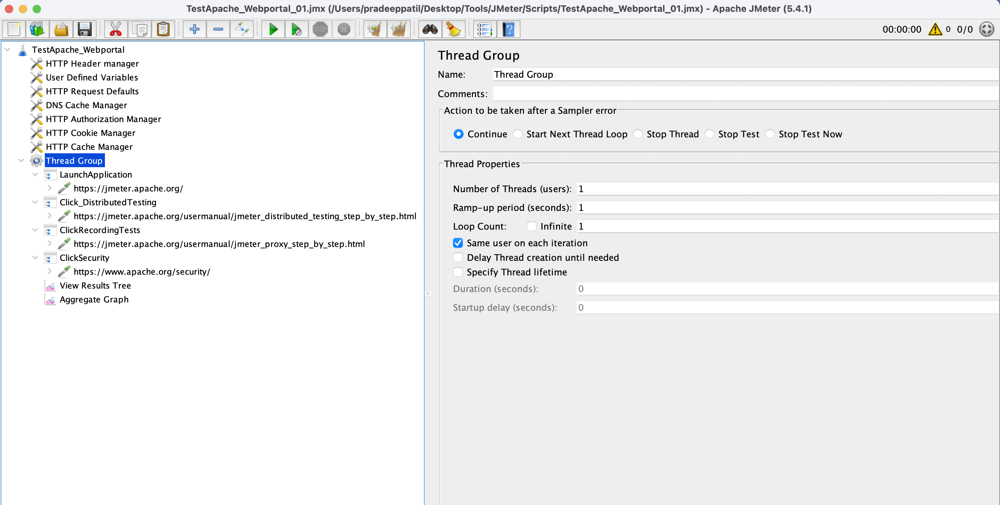 TestApache_Webportal_01.jmx (/Users/pradeeppatil/Desktop/Tools/JMeter/Scripts/TestApache_Webportal_01.jmx) - Apache JMeter (5.4.1)
STOP
?
00:00:00 0 0/0
TestApache_Webportal
HTTP Header manager
User Defined Variables
HTTP Request Defaults
DNS Cache Manager
HTTP Authorization Manager
HTTP Cookie Manager
HTTP Cache Manager
Thread Group
LaunchApplication
https://jmeter.apache.org/
Click_DistributedTesting
https://jmeter.apache.org/usermanual/jmeter_distributed_testing_step_by_step.html
ClickRecordingTests
https://jmeter.apache.org/usermanual/jmeter_proxy_step_by_step.html
ClickSecurity
https://www.apache.org/security/
View Results Tree
Aggregate Graph
Thread Group
Name: Thread Group
Comments:
Action to be taken after a Sampler error
Continue Start Next Thread Loop Stop Thread Stop Test Stop Test Now
Thread Properties
Number of Threads (users): 1
Ramp-up period (seconds): 1
Loop Count: Infinite 1
Same user on each iteration
Delay Thread creation until needed
Specify Thread lifetime
Duration (seconds): 0
Startup delay (seconds): 0